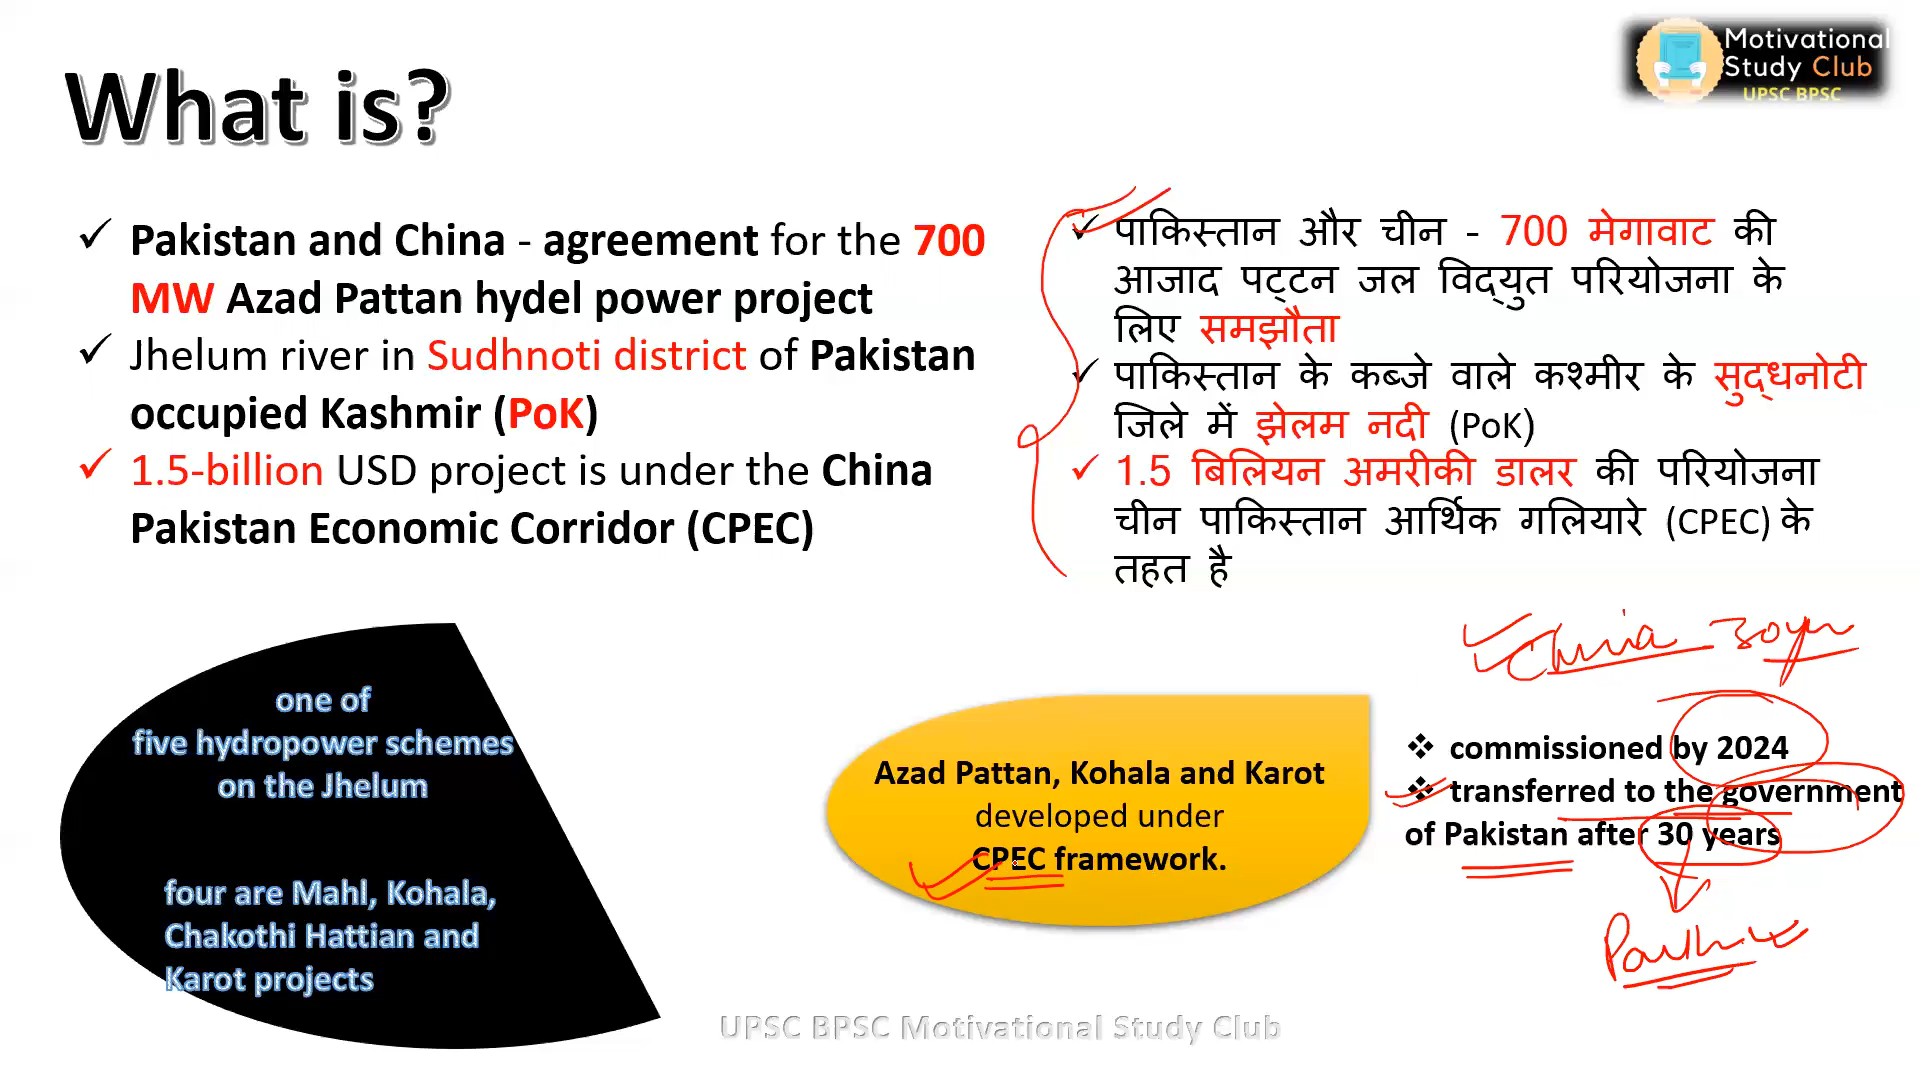 Motivational
Study Club
UPSC BPSC
What is?
✓ Pakistan and China - agreement for the 700
MW Azad Pattan hydel power project
✓ Jhelum river in Sudhnoti district of Pakistan
occupied Kashmir (PoK)
✓ 1.5-billion USD project is under the China
Pakistan Economic Corridor (CPEC)
✓ पाकिस्तान और चीन - 700 मेगावाट की
आजाद पट्टन जल विद्युत परियोजना के
लिए समझौता
✓ पाकिस्तान के कब्जे वाले कश्मीर के सुद्धनोटी
जिले में झेलम नदी (PoK)
✓ 1.5 बिलियन अमरीकी डालर की परियोजना
चीन पाकिस्तान आर्थिक गलियारे (CPEC) के
तहत है
one of
five hydropower schemes
on the Jhelum
four are Mahl, Kohala,
Chakothi Hattian and
Karot projects
Azad Pattan, Kohala and Karot
developed under
CPEC framework.
China 30
❖ commissioned by 2024
❖ transferred to the government
of Pakistan after 30 years
UPSC BPSC Motivational Study Club